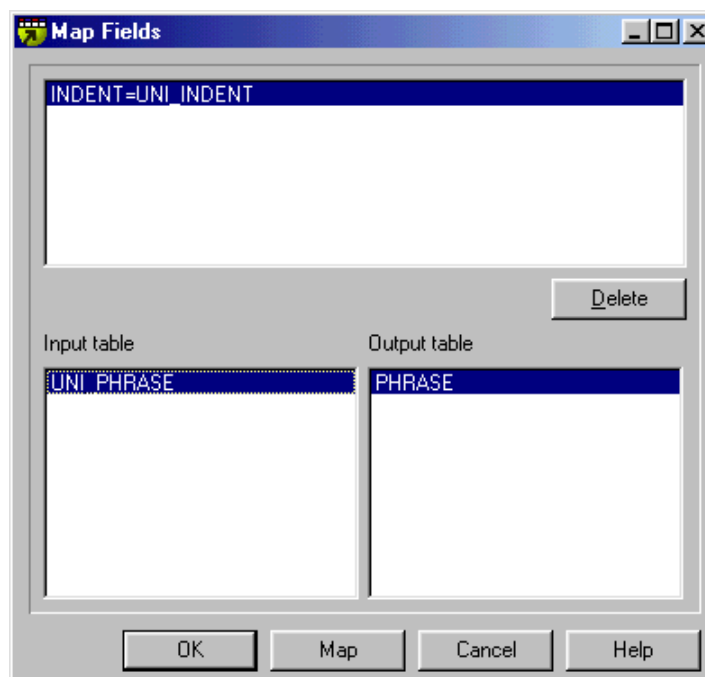 Map Fields
INDENT=UNI_INDENT
Delete
Input table Output table
UNI_PHRASE PHRASE
OK Map Cancel Help